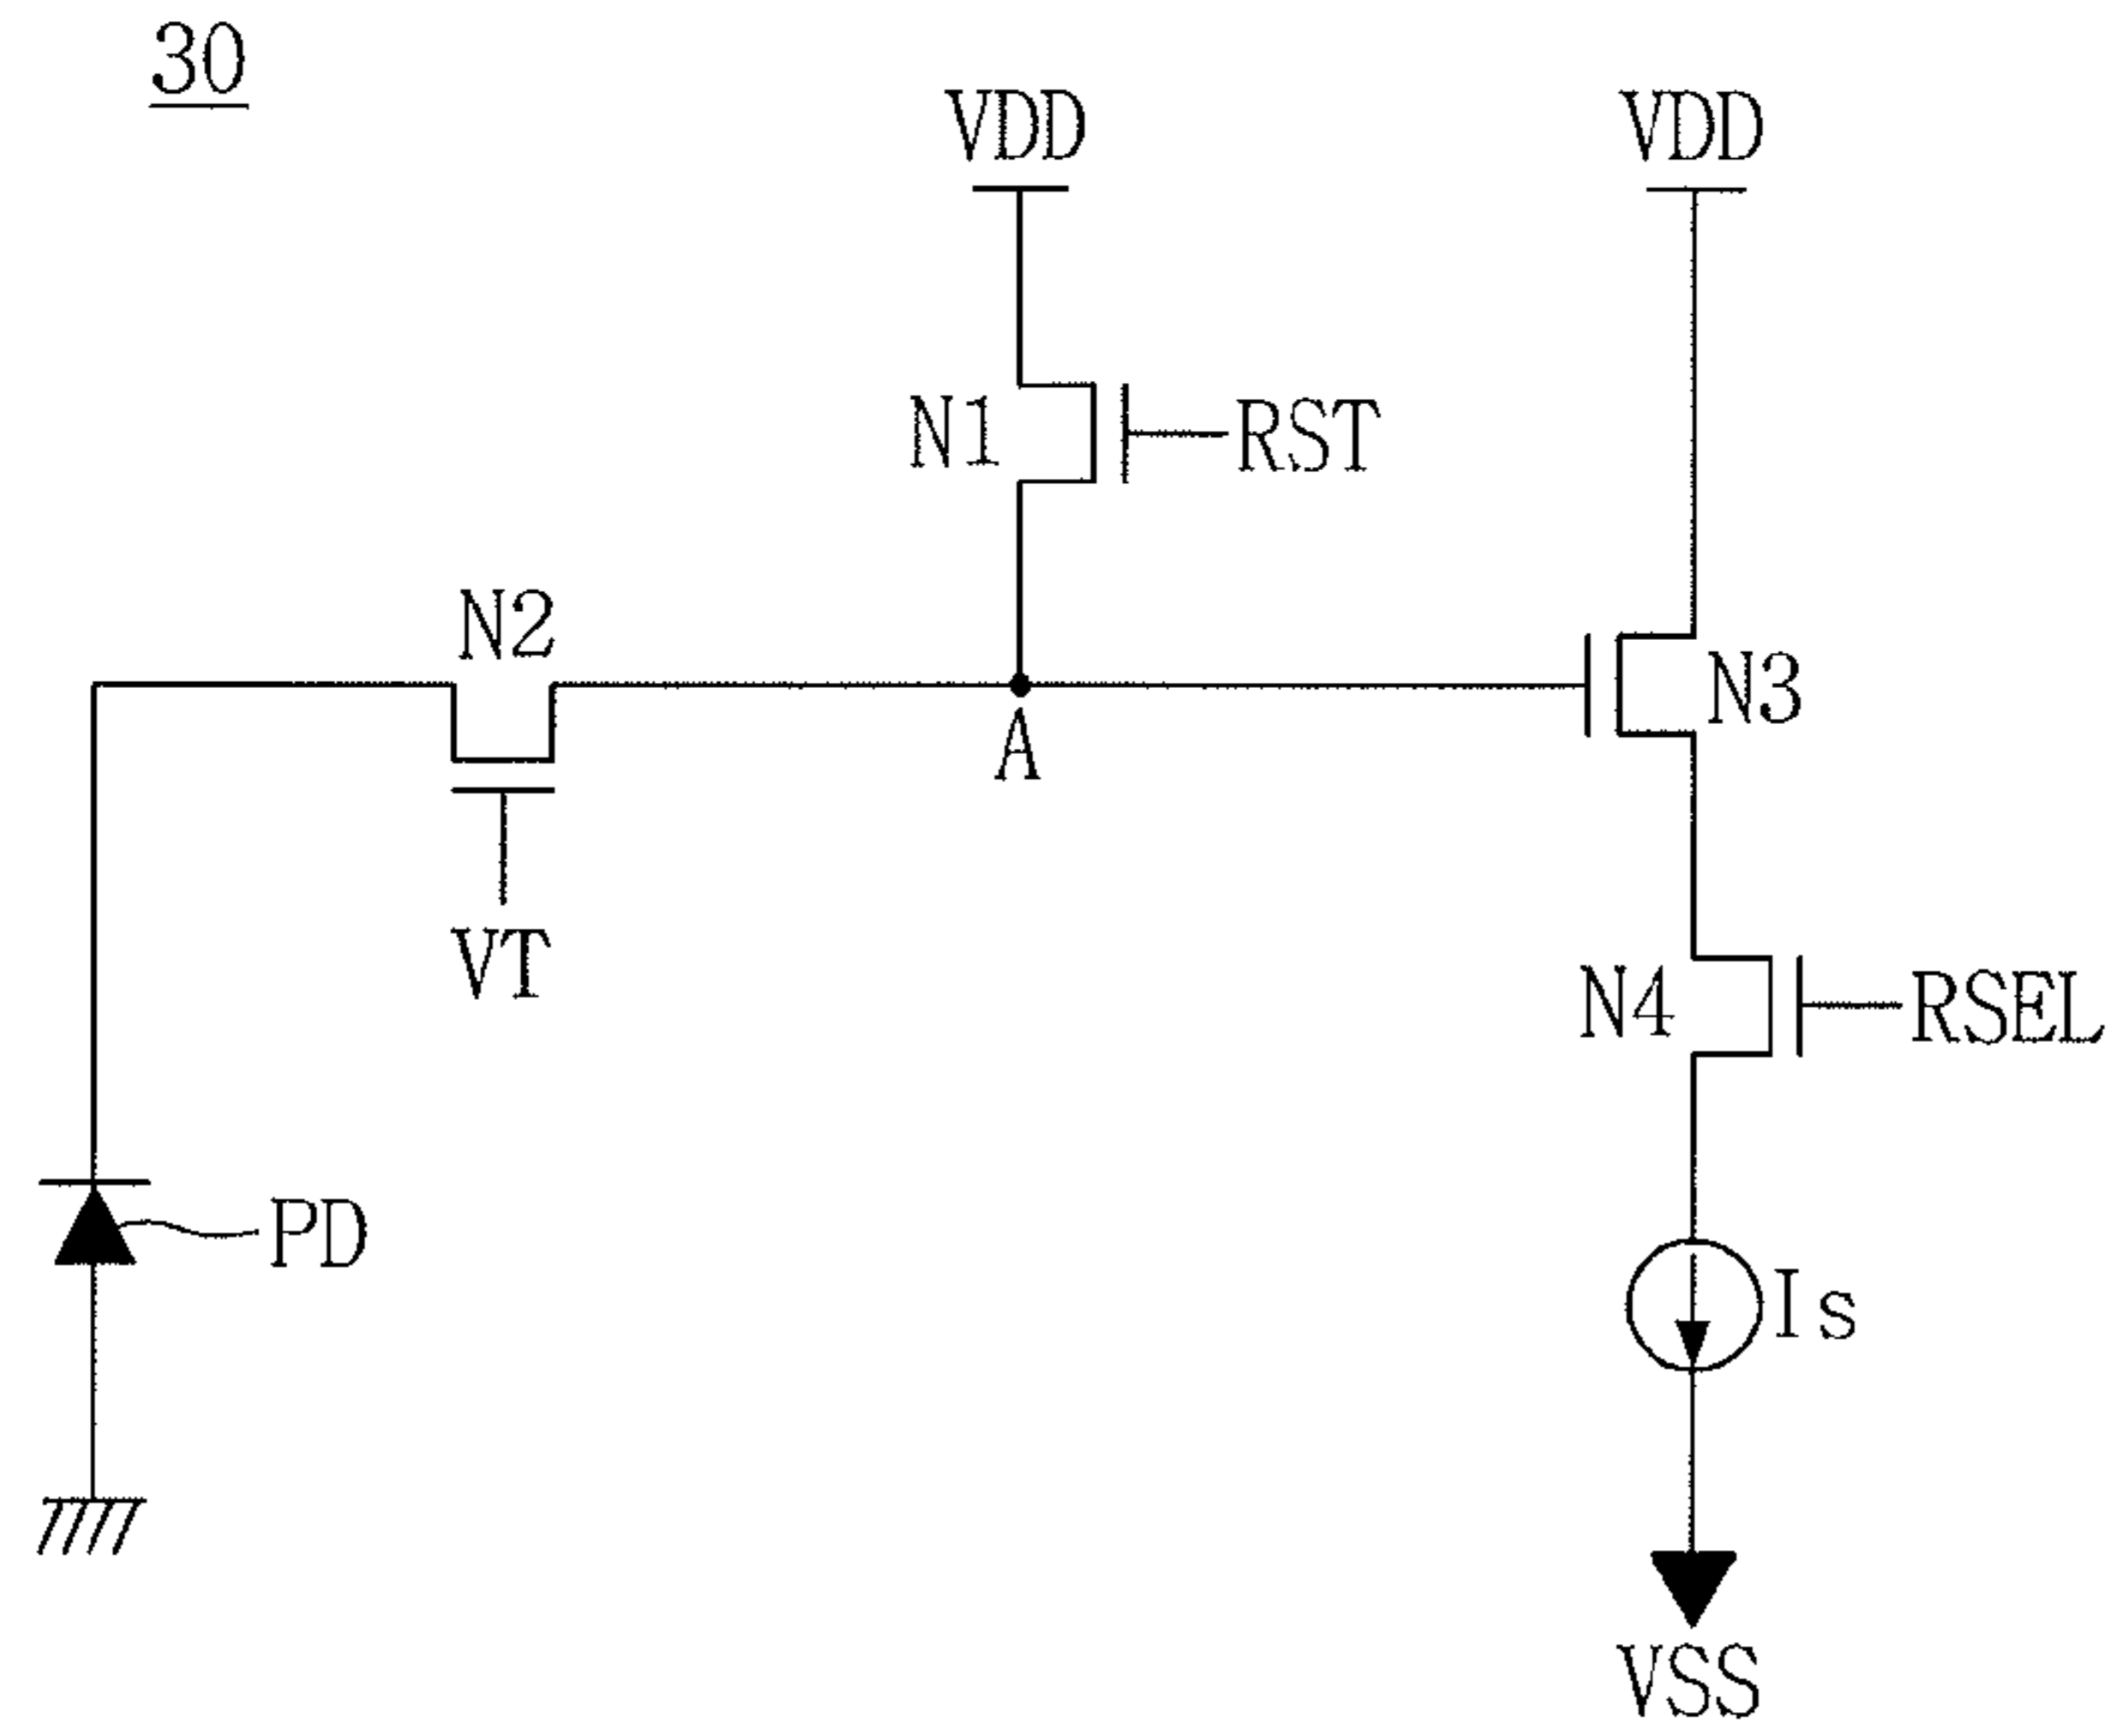 30
VDD VDD
N1 RST
N2
N3
A
VT
N4 RSEL
PD
Is
VSS